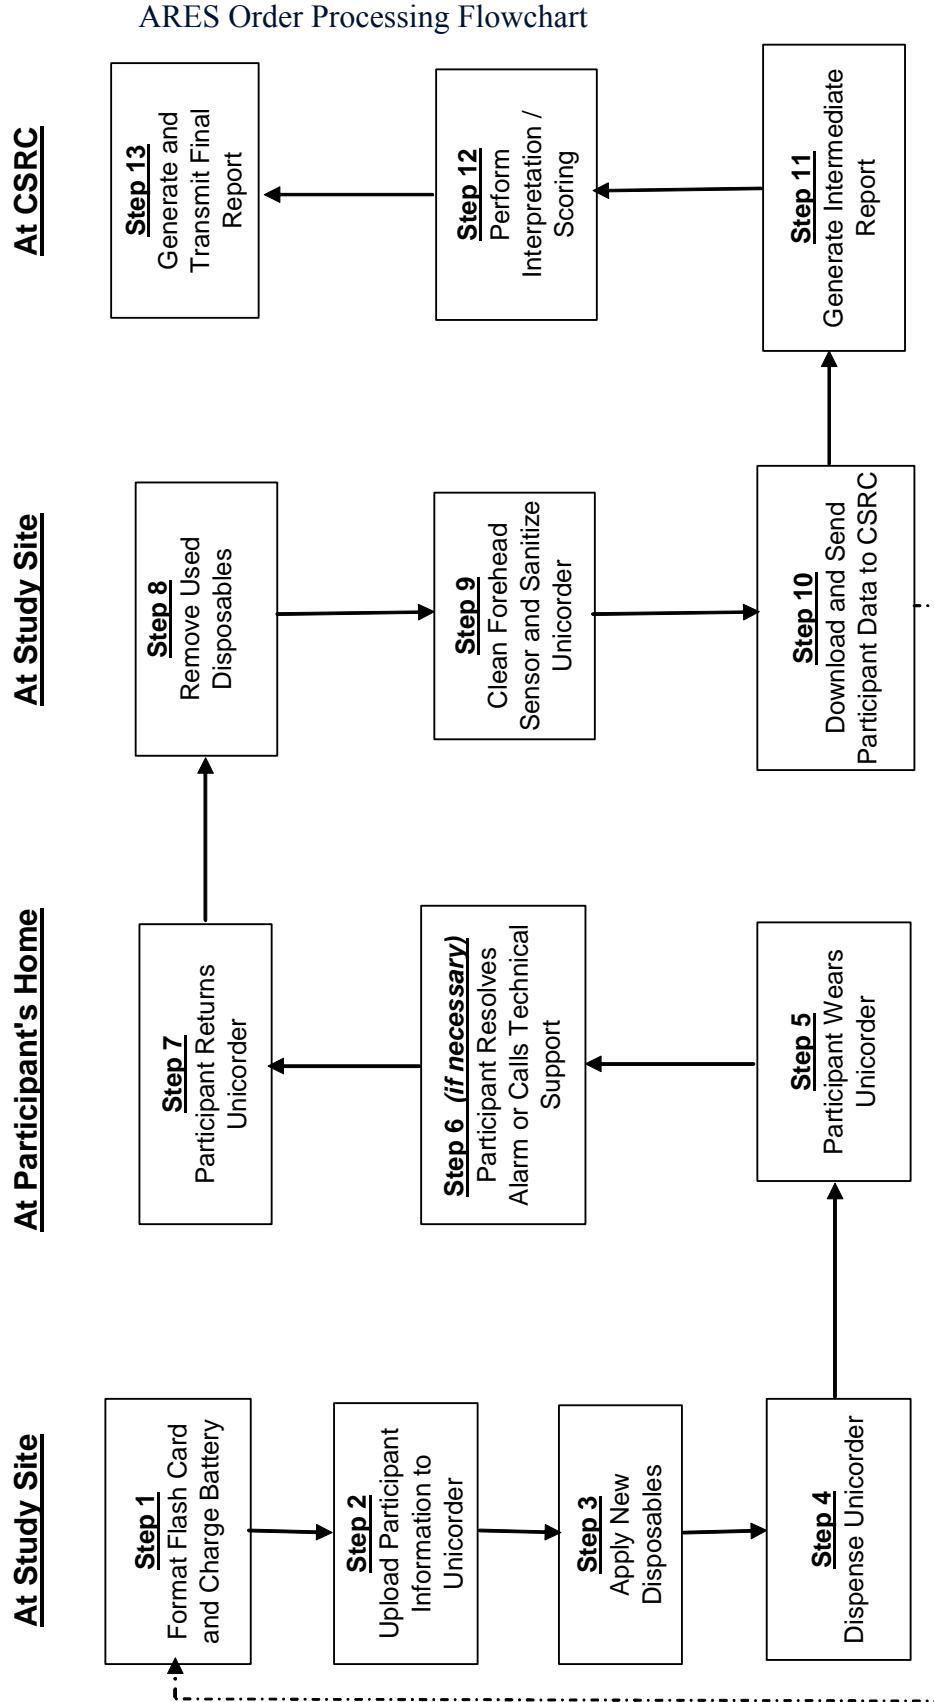 ARES Order Processing Flowchart
At Study Site
Step 1
Format Flash Card
and Charge Battery
Step 2
Upload Participant
Information to
Unicorder
Step 3
Apply New
Disposables
Step 4
Dispense Unicorder
At Participant's Home
Step 5
Participant Wears
Unicorder
Step 6 (if necessary)
Participant Resolves
Alarm or Calls Technical
Support
Step 7
Participant Returns
Unicorder
At Study Site
Step 8
Remove Used
Disposables
Step 9
Clean Forehead
Sensor and Sanitize
Unicorder
Step 10
Download and Send
Participant Data to CSRC
At CSRC
Step 11
Generate Intermediate
Report
Step 12
Perform
Interpretation /
Scoring
Step 13
Generate and
Transmit Final
Report